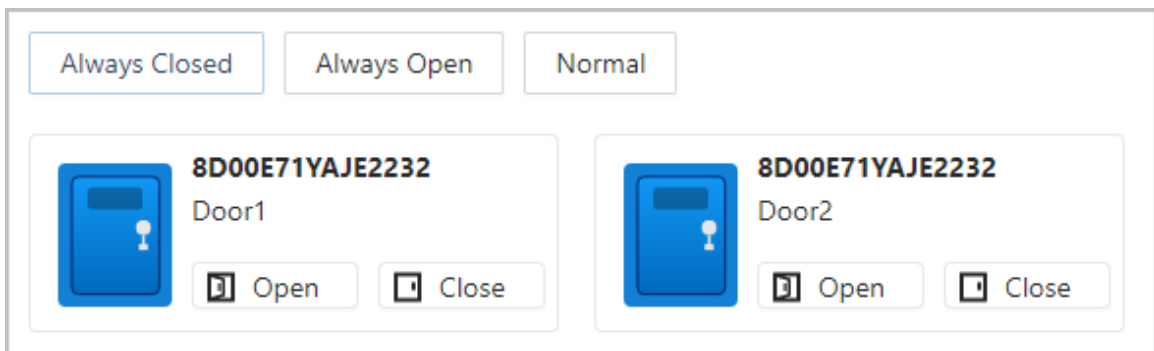 Always Closed Always Open Normal
8D00E71YAJE2232
Door1
Open Close
8D00E71YAJE2232
Door2
Open Close